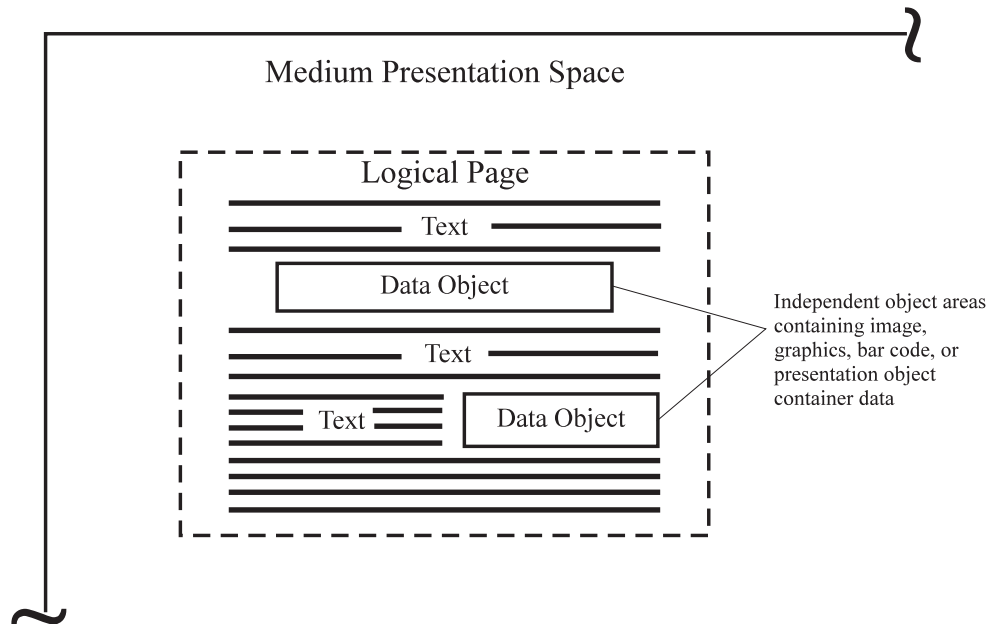 Medium Presentation Space
Logical Page
Text
Data Object
Independent object areas
containing image,
graphics, bar code, or
presentation object
container data
Text
Text
Data Object